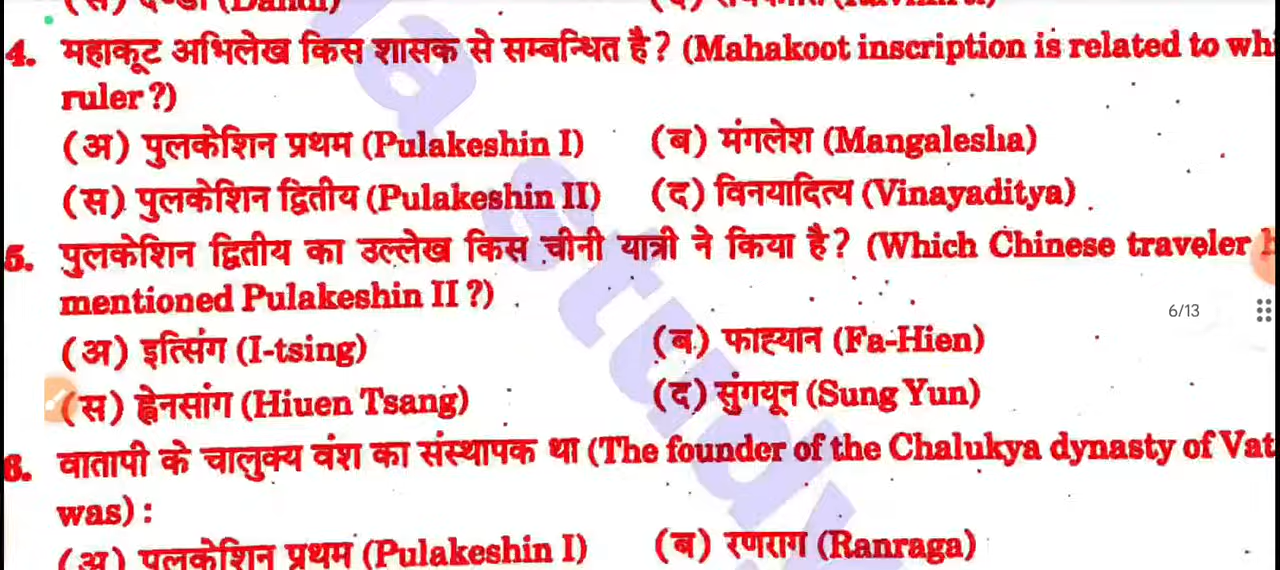 4. महाकूट अभिलेख किस शासक से सम्बन्धित है? (Mahakoot inscription is related to whi
ruler?)
(अ) पुलकेशिन प्रथम (Pulakeshin I) (ब) मंगलेश (Mangalesha)
(स) पुलकेशिन द्वितीय (Pulakeshin II) (द) विनयादित्य (Vinayaditya)
5. पुलकेशिन द्वितीय का उल्लेख किस चीनी यात्री ने किया है? (Which Chinese traveler
mentioned Pulakeshin II?)
6/13
(अ) इत्सिंग (I-tsing) (ब) फाह्यान (Fa-Hien)
(स) ह्वेनसांग (Hiuen Tsang) (द) सुंगयून (Sung Yun)
6. वातापी के चालुक्य वंश का संस्थापक था (The founder of the Chalukya dynasty of Vat
was) :
(अ) पुलकेशिन प्रथम (Pulakeshin I) (ब) रणराग (Ranraga)